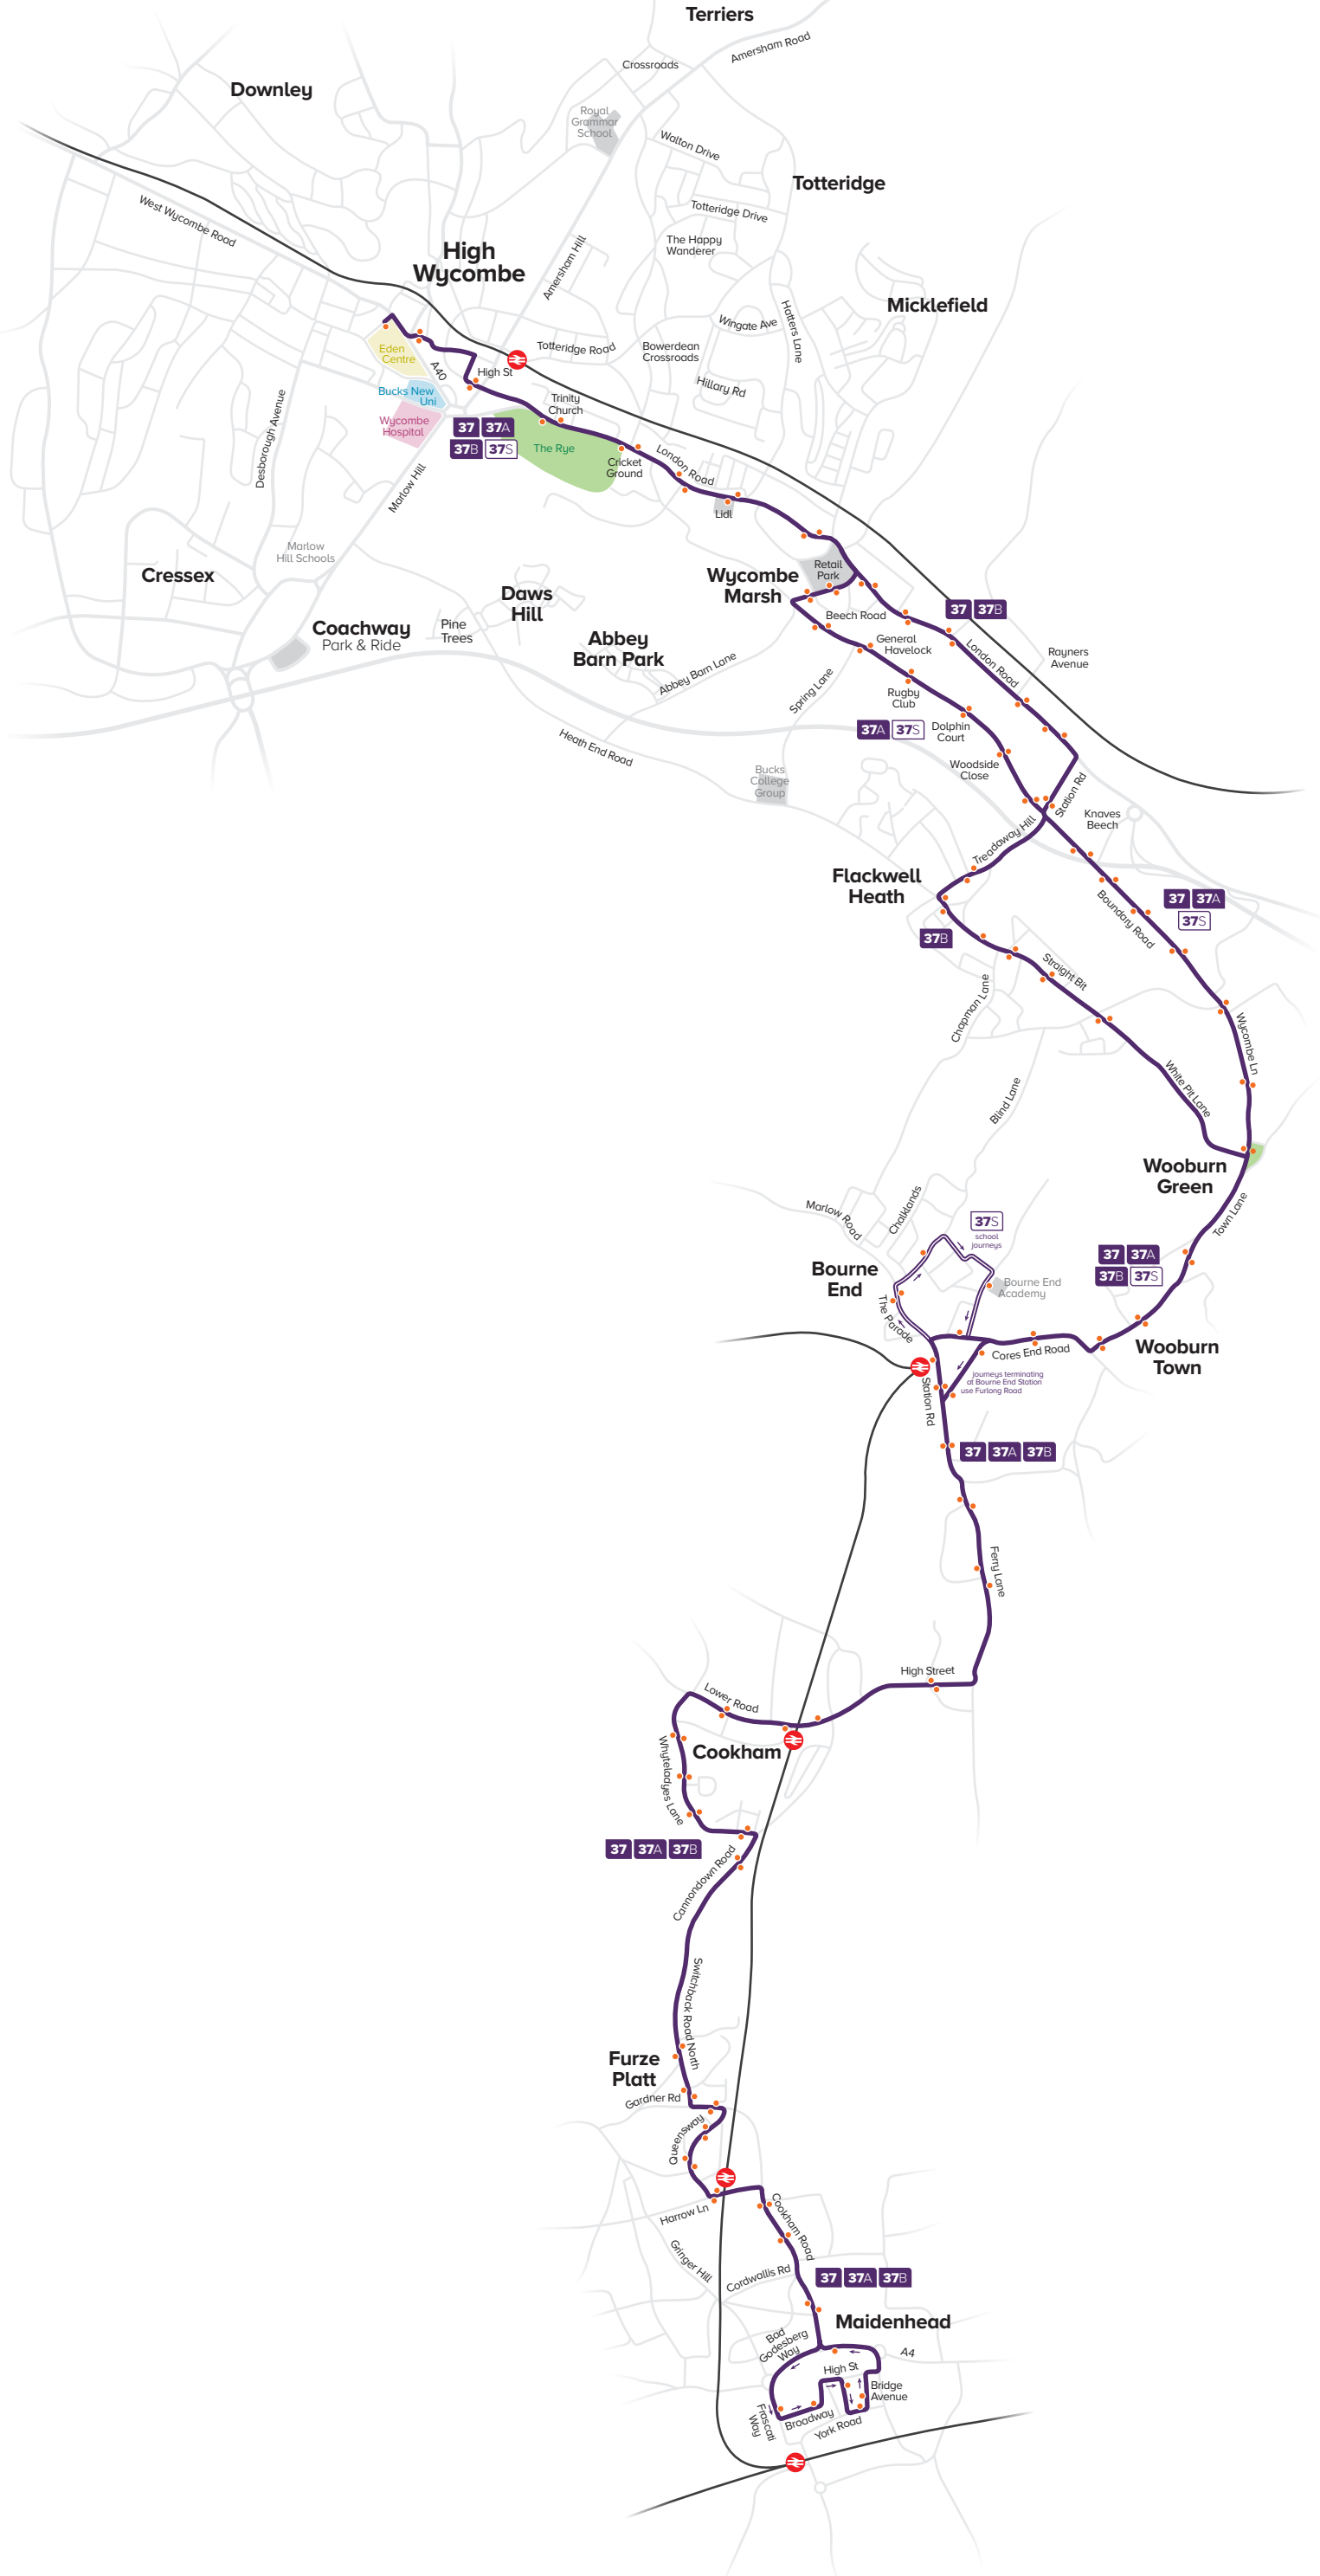 Terriers
Amersham Road
Crossroads
Downley
Royal
Grammar
School
Walton Drive
Totteridge
West Wycombe Road
Totteridge Drive
High
Wycombe
Amersham Hill
The Happy
Wanderer
Micklefield
Hatters Lane
Wingate Ave
Totteridge Road
Bowerdean
Crossroads
Eden
Centre
A40
High St
Hillary Rd
Bucks New
Uni
Trinity
Church
Wycombe
Hospital
37 37A
37B 37S
The Rye
Desborough Avenue
Cricket
Ground
London Road
Marlow Hill
Lidl
Marlow
Hill Schools
Cressex
Retail
Park
Wycombe
Marsh
Daws
Hill
Beech Road
37 37B
Coachway
Park & Ride
Pine
Trees
Abbey
Barn Park
General
Havelock
London Road
Rayners
Avenue
Abbey Barn Lane
Spring Lane
Rugby
Club
37A 37S
Dolphin
Court
Heath End Road
Woodside
Close
Bucks
College
Group
Station Rd
Knaves
Beech
Treadaway Hill
Flackwell
Heath
37 37A
37S
Boundary Road
37B
Straight Bit
Chapman Lane
Wycombe Ln
White Pit Lane
Blind Lane
Wooburn
Green
Town Lane
Marlow Road
Chalklands
37S
school
journeys
37 37A
37B 37S
Bourne
End
Bourne End
Academy
The Parade
Cores End Road
Wooburn
Town
journeys terminating
at Bourne End Station
use Furlong Road
Station Rd
37 37A 37B
Ferry Lane
High Street
Lower Road
Cookham
Whyteladyes Lane
37 37A 37B
Cannondown Road
Switchback Road North
Furze
Platt
Gardner Rd
Queensway
Harrow Ln
Cookham Road
Gringer Hill
Cordwallis Rd
37 37A 37B
Maidenhead
Bad
Godesberg
Way
A4
High St
Bridge
Avenue
Frascati
Way
Broadway
York Road